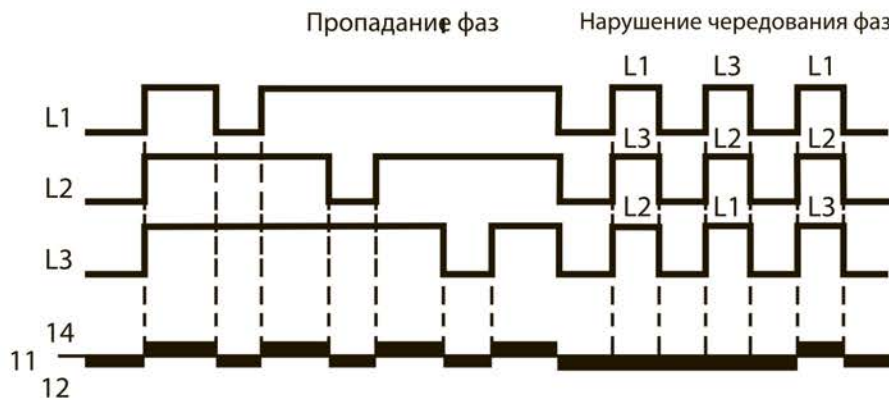 Пропадание фаз
Нарушение чередования фаз
L1 L3 L1
L1
L3 L2 L2
L2
L2 L1 L3
L3
14
11
12